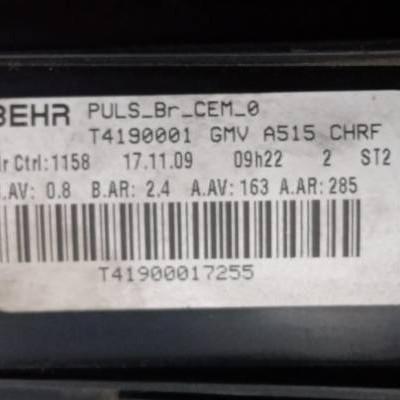 BEHR PULS_Br_CEM_0
T4190001 GMV A515 CHRF
Ctrl:1158 17.11.09 09h22 2 ST2
.AV: 0.8 B.AR: 2.4 A.AV: 163 A.AR: 285
T41900017255